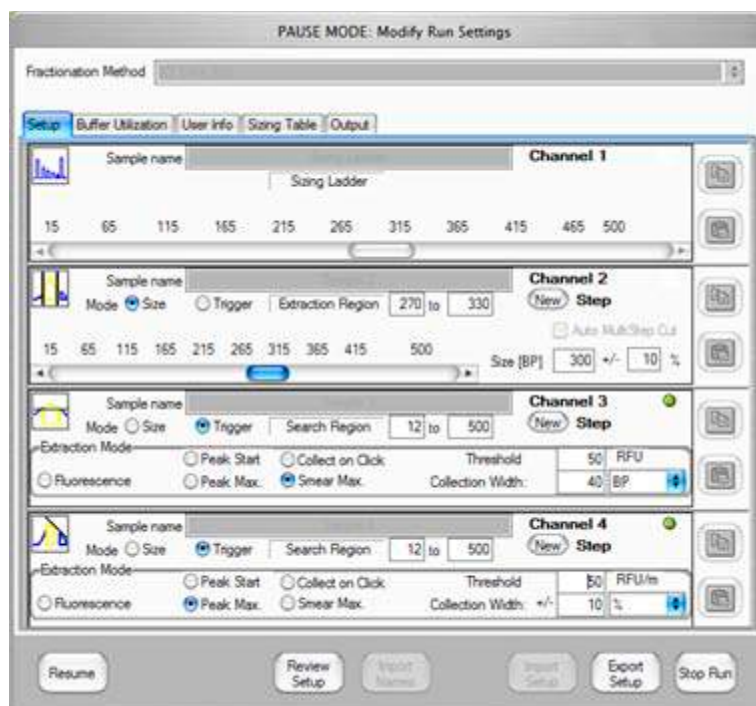 PAUSE MODE: Modify Run Settings
Fractionation Method
Setup Buffer Utilization User Info Sizing Table Output
Sample name Channel 1
Sizing Ladder
15 65 115 165 215 265 315 365 415 465 500
Sample name Channel 2
Mode Size Trigger Extraction Region 270 to 330 New Step
Auto MultiStep Cut
15 65 115 165 215 265 315 365 415 500
Size [BP] 300 +/- 10 %
Sample name Channel 3
Mode Size Trigger Search Region 12 to 500 New Step
Extraction Mode
Peak Start Collect on Click Threshold 50 RFU
Fluorescence Peak Max. Smear Max. Collection Width: 40 BP
Sample name Channel 4
Mode Size Trigger Search Region 12 to 500 New Step
Extraction Mode
Peak Start Collect on Click Threshold 50 RFU/m
Fluorescence Peak Max. Smear Max. Collection Width: +/- 10 %
Resume Review Setup Import Names Import Setup Export Setup Stop Run